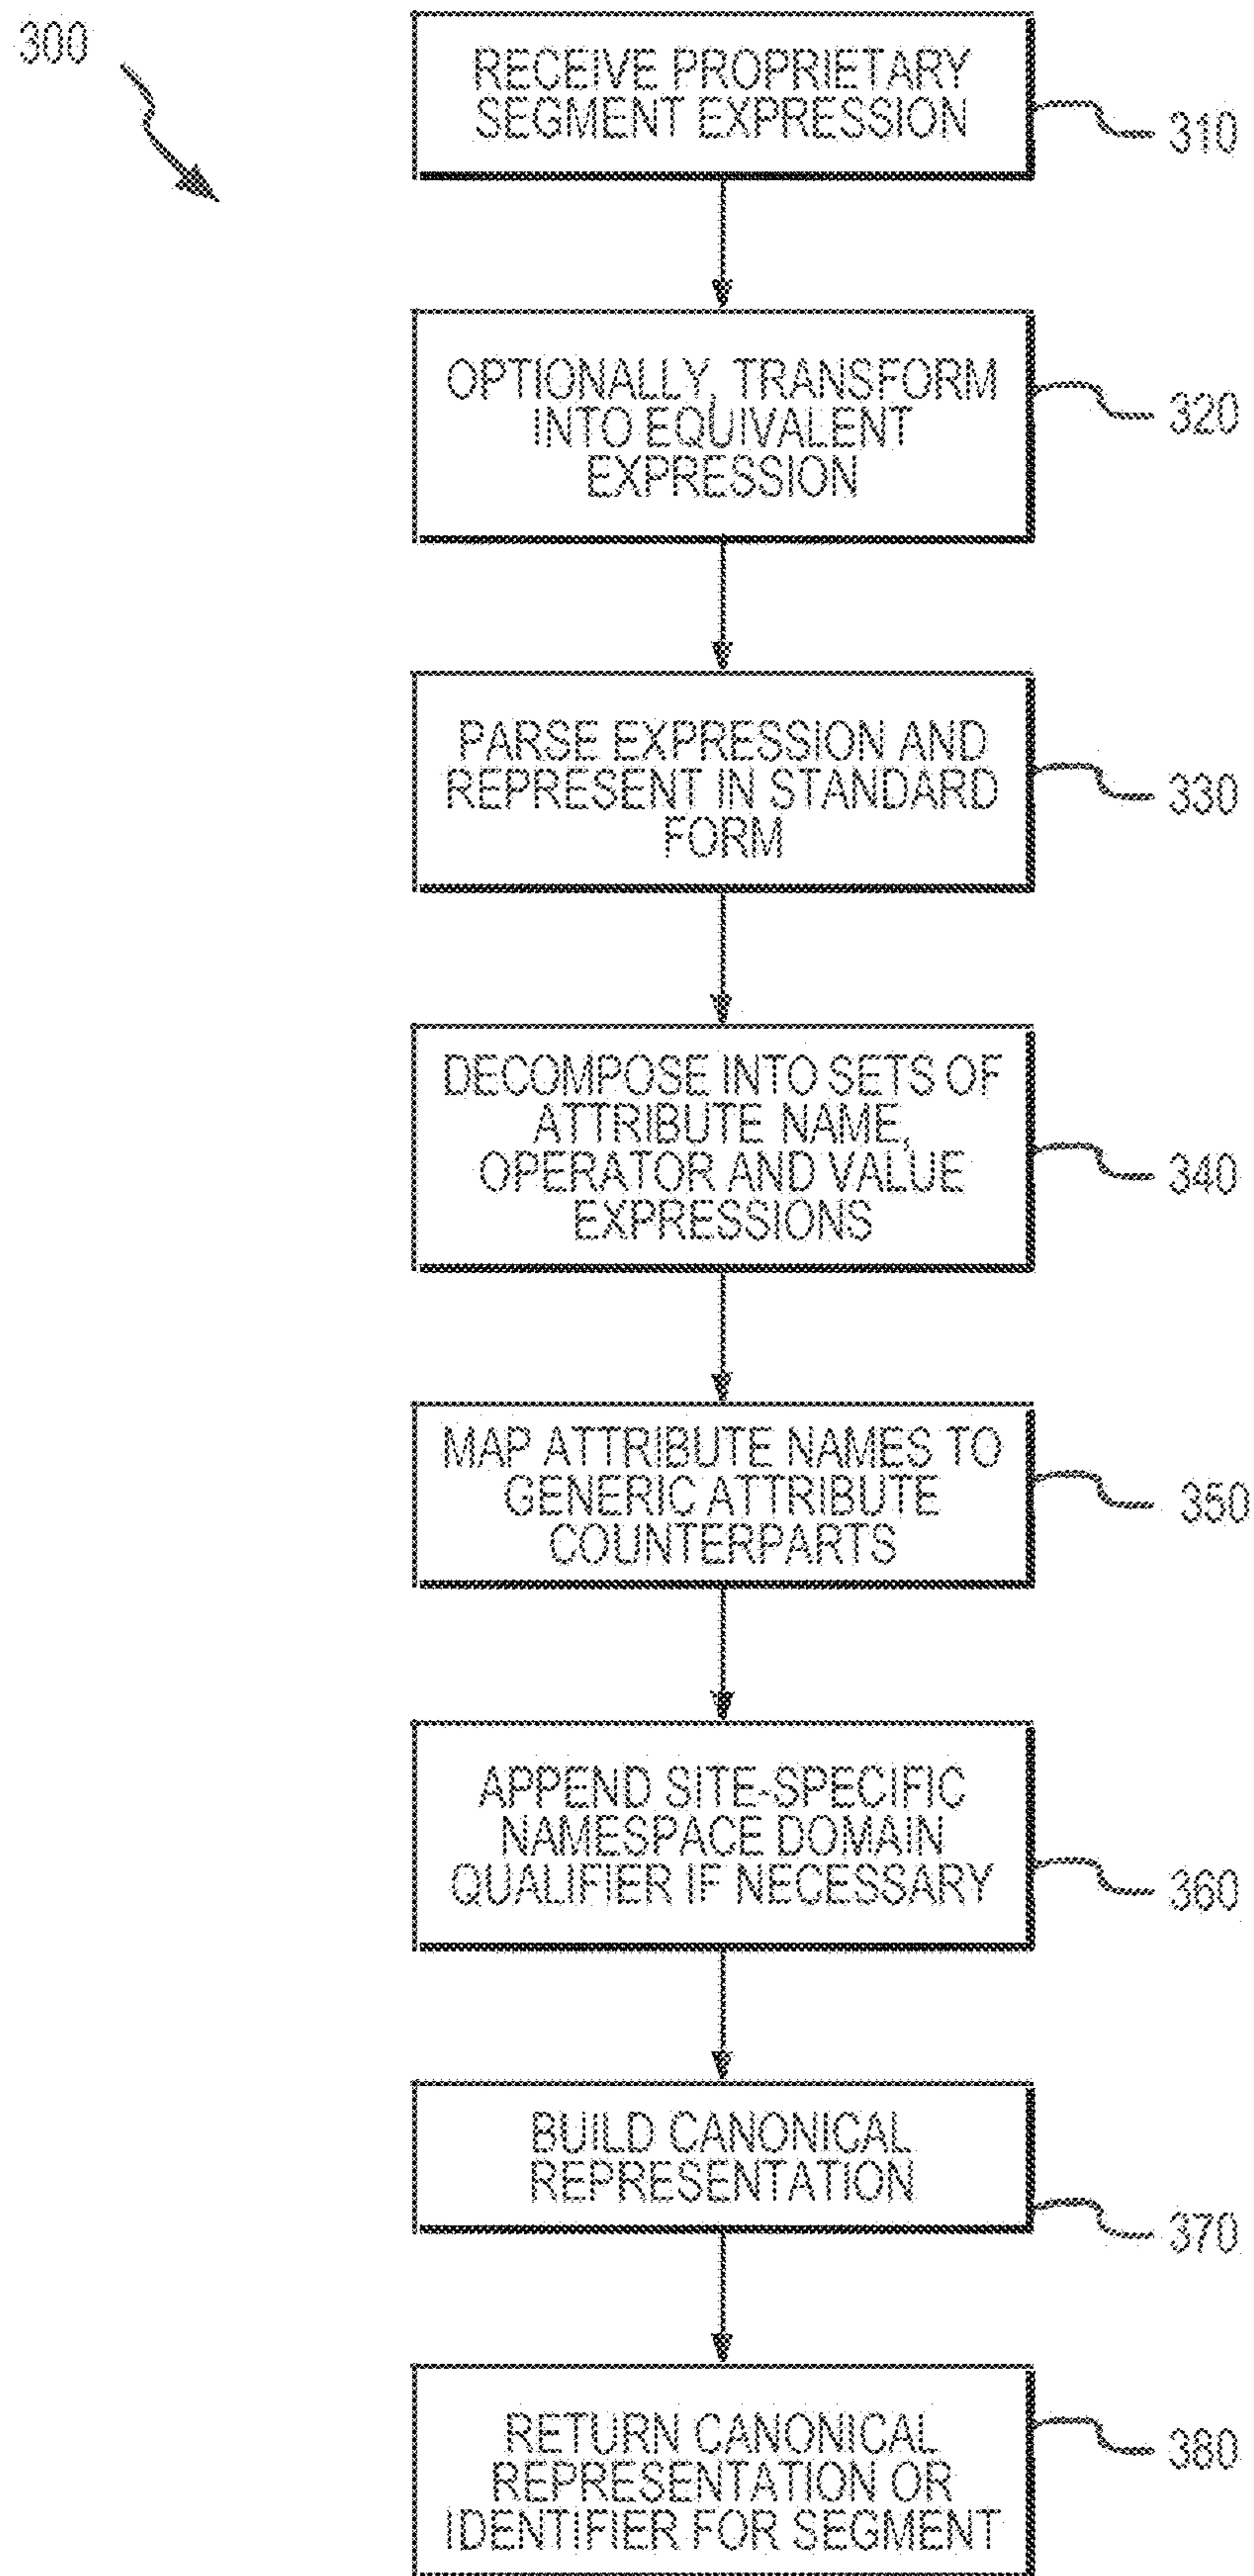 300
RECEIVE PROPRIETARY
SEGMENT EXPRESSION
310
OPTIONALLY, TRANSFORM
INTO EQUIVALENT
EXPRESSION
320
PARSE EXPRESSION AND
REPRESENT IN STANDARD
FORM
330
DECOMPOSE INTO SETS OF
ATTRIBUTE NAME,
OPERATOR AND VALUE
EXPRESSIONS
340
MAP ATTRIBUTE NAMES TO
GENERIC ATTRIBUTE
COUNTERPARTS
350
APPEND SITE-SPECIFIC
NAMESPACE DOMAIN
QUALIFIER IF NECESSARY
360
BUILD CANONICAL
REPRESENTATION
370
RETURN CANONICAL
REPRESENTATION OR
IDENTIFIER FOR SEGMENT
380